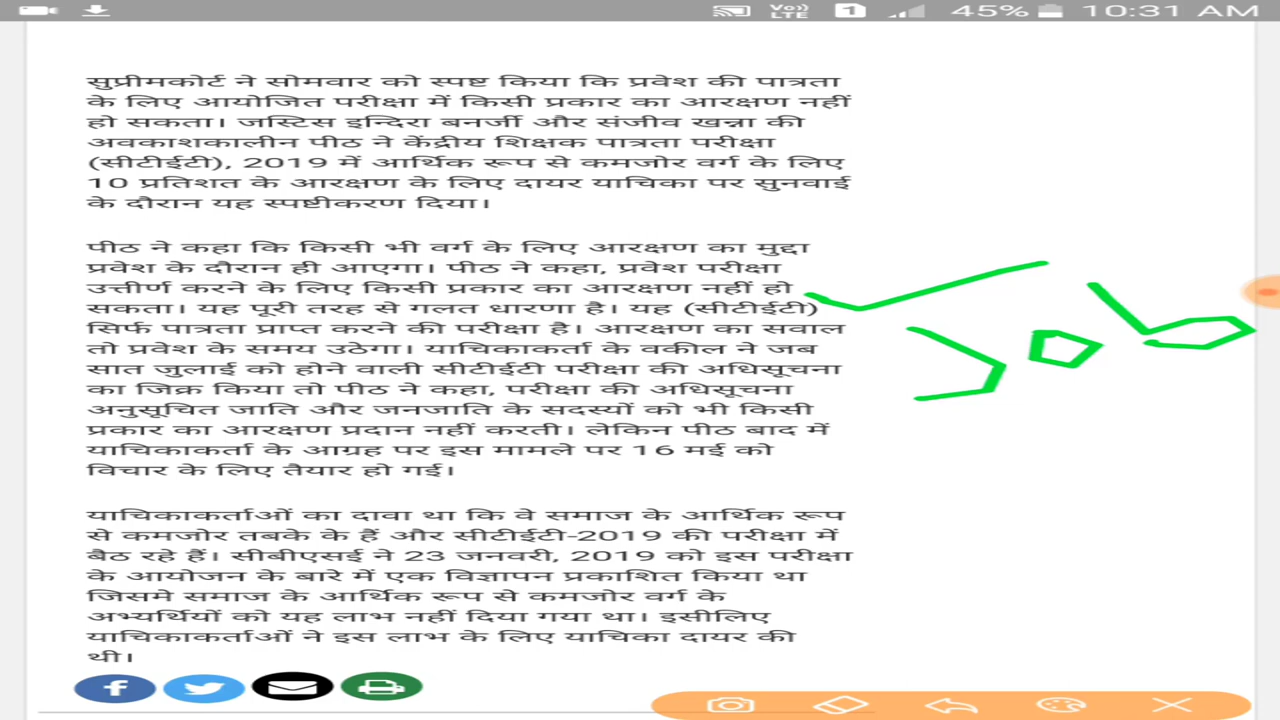 Vo)) LTE 1 45% 10:31 AM
सुप्रीमकोर्ट ने सोमवार को स्पष्ट किया कि प्रवेश की पात्रता
के लिए आयोजित परीक्षा में किसी प्रकार का आरक्षण नहीं
हो सकता। जस्टिस इन्दिरा बनर्जी और संजीव खन्ना की
अवकाशकालीन पीठ ने केंद्रीय शिक्षक पात्रता परीक्षा
(सीटीईटी), 2019 में आर्थिक रूप से कमजोर वर्ग के लिए
10 प्रतिशत के आरक्षण के लिए दायर याचिका पर सुनवाई
के दौरान यह स्पष्टीकरण दिया।
पीठ ने कहा कि किसी भी वर्ग के लिए आरक्षण का मुद्दा
प्रवेश के दौरान ही आएगा। पीठ ने कहा, प्रवेश परीक्षा
उत्तीर्ण करने के लिए किसी प्रकार का आरक्षण नहीं हो
सकता। यह पूरी तरह से गलत धारणा है। यह (सीटीईटी)
सिर्फ पात्रता प्राप्त करने की परीक्षा है। आरक्षण का सवाल
तो प्रवेश के समय उठेगा। याचिकाकर्ता के वकील ने जब
सात जुलाई को होने वाली सीटीईटी परीक्षा की अधिसूचना
का जिक्र किया तो पीठ ने कहा, परीक्षा की अधिसूचना
अनुसूचित जाति और जनजाति के सदस्यों को भी किसी
प्रकार का आरक्षण प्रदान नहीं करती। लेकिन पीठ बाद में
याचिकाकर्ता के आग्रह पर इस मामले पर 16 मई को
विचार के लिए तैयार हो गई।
याचिकाकर्ताओं का दावा था कि वे समाज के आर्थिक रूप
से कमजोर तबके के हैं और सीटीईटी-2019 की परीक्षा में
बैठ रहे हैं। सीबीएसई ने 23 जनवरी, 2019 को इस परीक्षा
के आयोजन के बारे में एक विज्ञापन प्रकाशित किया था
जिसमे समाज के आर्थिक रूप से कमजोर वर्ग के
अभ्यर्थियों को यह लाभ नहीं दिया गया था। इसीलिए
याचिकाकर्ताओं ने इस लाभ के लिए याचिका दायर की
थी।